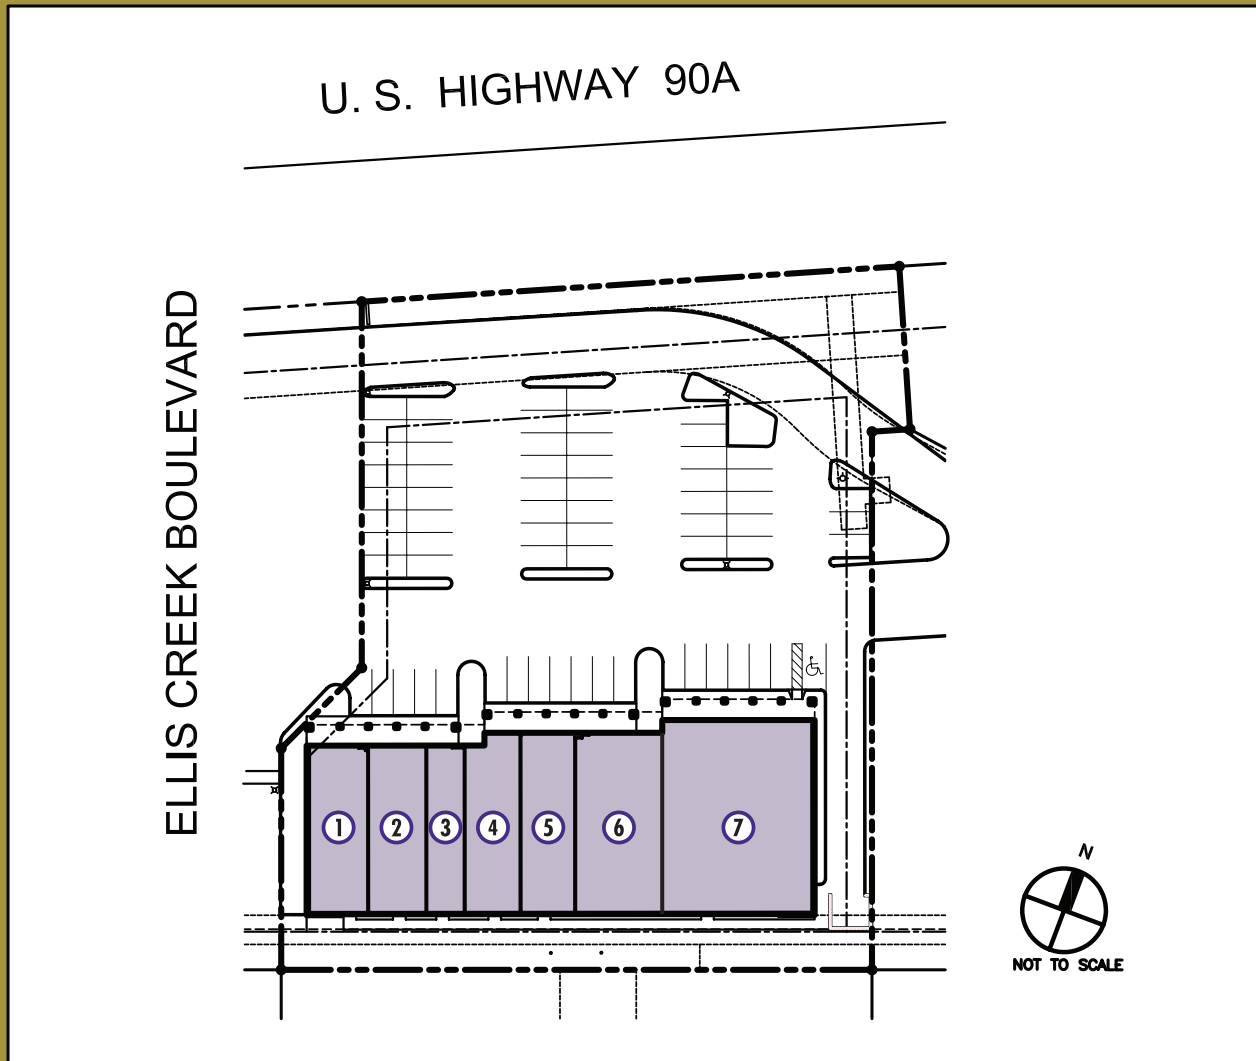 U. S. HIGHWAY 90A
ELLIS CREEK BOULEVARD
1 2 3 4 5 6 7
N
NOT TO SCALE